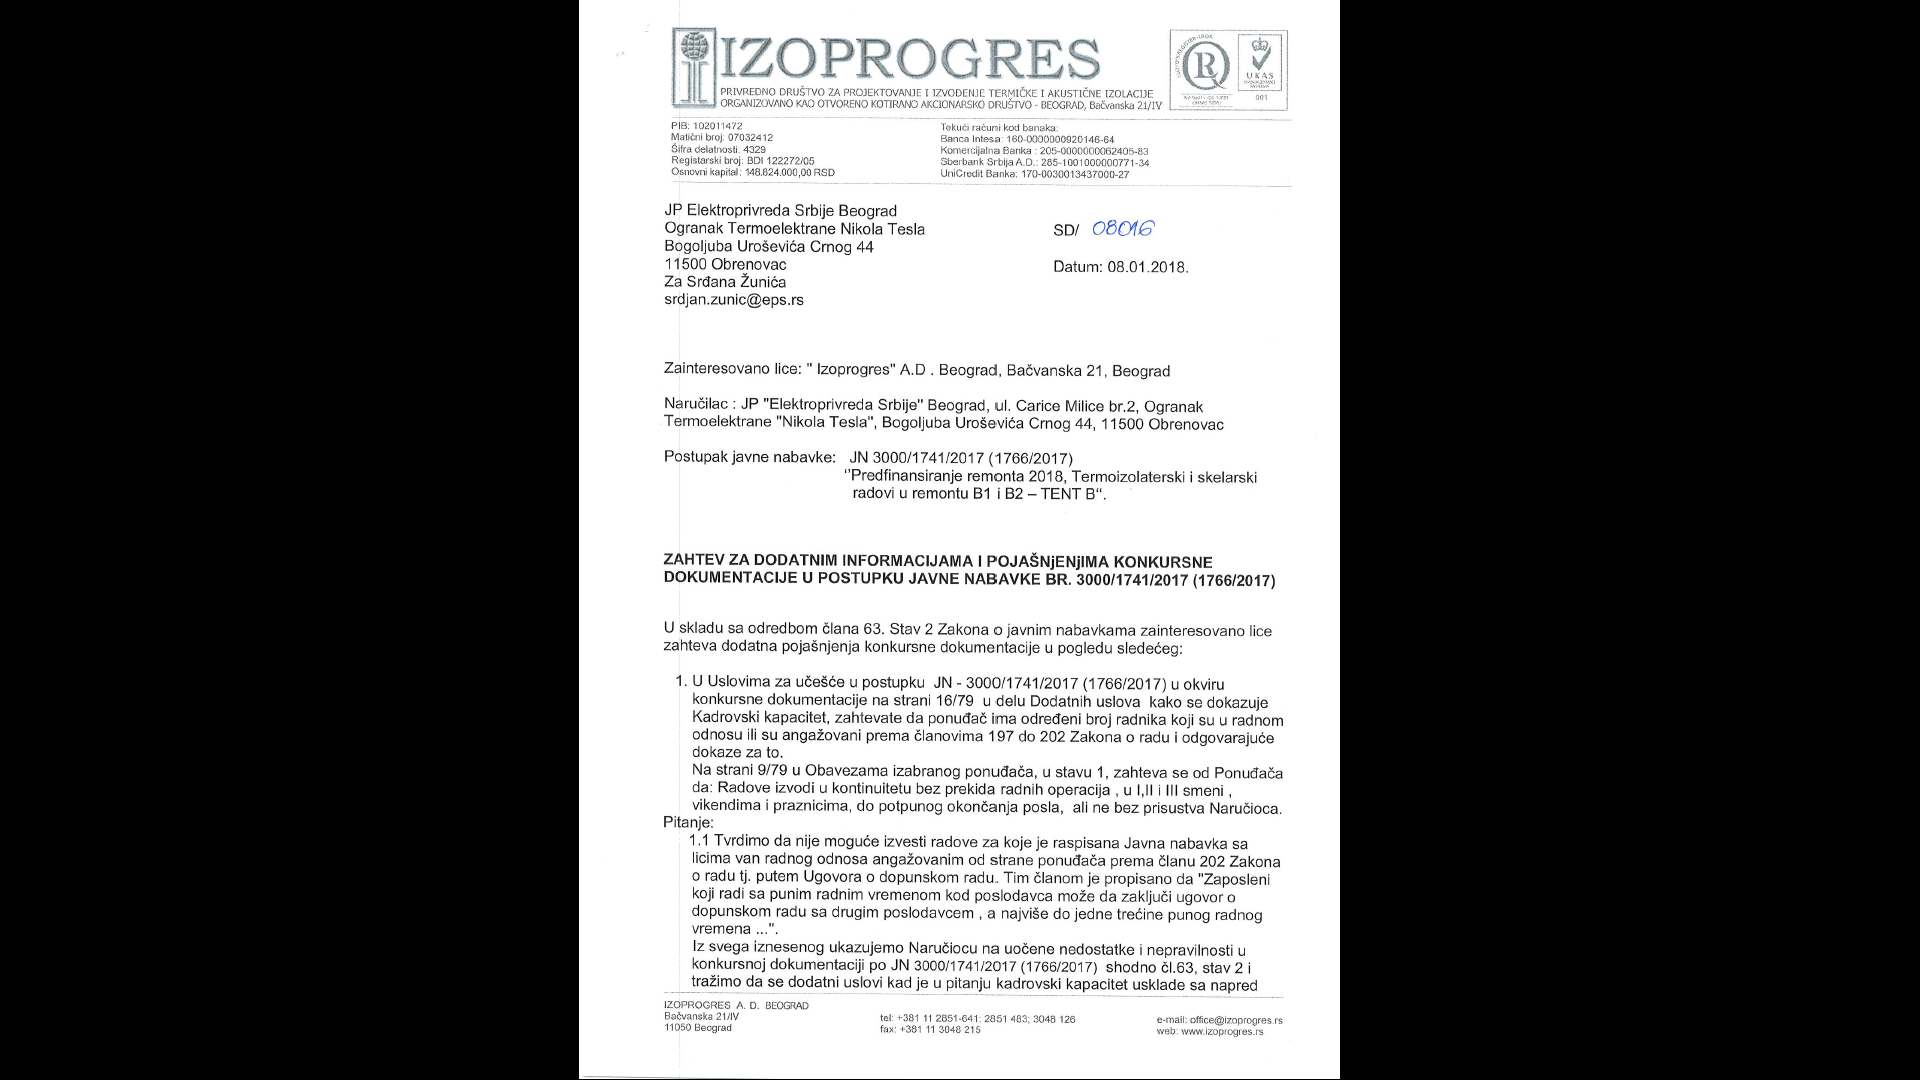 IZOPROGRES
PRIVREDNO DRUŠTVO ZA PROJEKTOVANJE I IZVOĐENJE TERMIČKE I AKUSTIČNE IZOLACIJE
ORGANIZOVANO KAO OTVORENO KOTIRANO AKCIONARSKO DRUŠTVO - BEOGRAD, Bačvanska 21/IV
R
UKAS
001
PIB: 102011472
Matični broj: 07032412
Šifra delatnosti: 4329
Registarski broj: BDI 122272/05
Osnovni kapital: 148.824.000,00 RSD
Tekući računi kod banaka:
Banca Intesa: 160-0000000920146-64
Komercijalna Banka : 205-0000000062405-83
Sberbank Srbija A.D.: 285-1001000000771-34
UniCredit Banka: 170-0030013437000-27
JP Elektroprivreda Srbije Beograd
Ogranak Termoelektrane Nikola Tesla
Bogoljuba Uroševića Crnog 44
11500 Obrenovac
Za Srđana Žunića
srdjan.zunic@eps.rs
SD/ 08016
Datum: 08.01.2018.
Zainteresovano lice: " Izoprogres" A.D . Beograd, Bačvanska 21, Beograd
Naručilac : JP "Elektroprivreda Srbije" Beograd, ul. Carice Milice br.2, Ogranak
Termoelektrane "Nikola Tesla", Bogoljuba Uroševića Crnog 44, 11500 Obrenovac
Postupak javne nabavke: JN 3000/1741/2017 (1766/2017)
‘’Predfinansiranje remonta 2018, Termoizolaterski i skelarski
radovi u remontu B1 i B2 – TENT B“.
ZAHTEV ZA DODATNIM INFORMACIJAMA I POJAŠNjENjIMA KONKURSNE
DOKUMENTACIJE U POSTUPKU JAVNE NABAVKE BR. 3000/1741/2017 (1766/2017)
U skladu sa odredbom člana 63. Stav 2 Zakona o javnim nabavkama zainteresovano lice
zahteva dodatna pojašnjenja konkursne dokumentacije u pogledu sledećeg:
1. U Uslovima za učešće u postupku JN - 3000/1741/2017 (1766/2017) u okviru
konkursne dokumentacije na strani 16/79 u delu Dodatnih uslova kako se dokazuje
Kadrovski kapacitet, zahtevate da ponuđač ima određeni broj radnika koji su u radnom
odnosu ili su angažovani prema članovima 197 do 202 Zakona o radu i odgovarajuće
dokaze za to.
Na strani 9/79 u Obavezama izabranog ponuđača, u stavu 1, zahteva se od Ponuđača
da: Radove izvodi u kontinuitetu bez prekida radnih operacija , u I,II i III smeni ,
vikendima i praznicima, do potpunog okončanja posla, ali ne bez prisustva Naručioca.
Pitanje:
1.1 Tvrdimo da nije moguće izvesti radove za koje je raspisana Javna nabavka sa
licima van radnog odnosa angažovanim od strane ponuđača prema članu 202 Zakona
o radu tj. putem Ugovora o dopunskom radu. Tim članom je propisano da "Zaposleni
koji radi sa punim radnim vremenom kod poslodavca može da zaključi ugovor o
dopunskom radu sa drugim poslodavcem , a najviše do jedne trećine punog radnog
vremena ...".
Iz svega iznesenog ukazujemo Naručiocu na uočene nedostatke i nepravilnosti u
konkursnoj dokumentaciji po JN 3000/1741/2017 (1766/2017) shodno čl.63, stav 2 i
tražimo da se dodatni uslovi kad je u pitanju kadrovski kapacitet usklade sa napred
IZOPROGRES A. D. BEOGRAD
Bačvanska 21/IV
11050 Beograd
tel: +381 11 2851-641; 2851 483; 3048 126
fax: +381 11 3048 215
e-mail: office@izoprogres.rs
web: www.izoprogres.rs